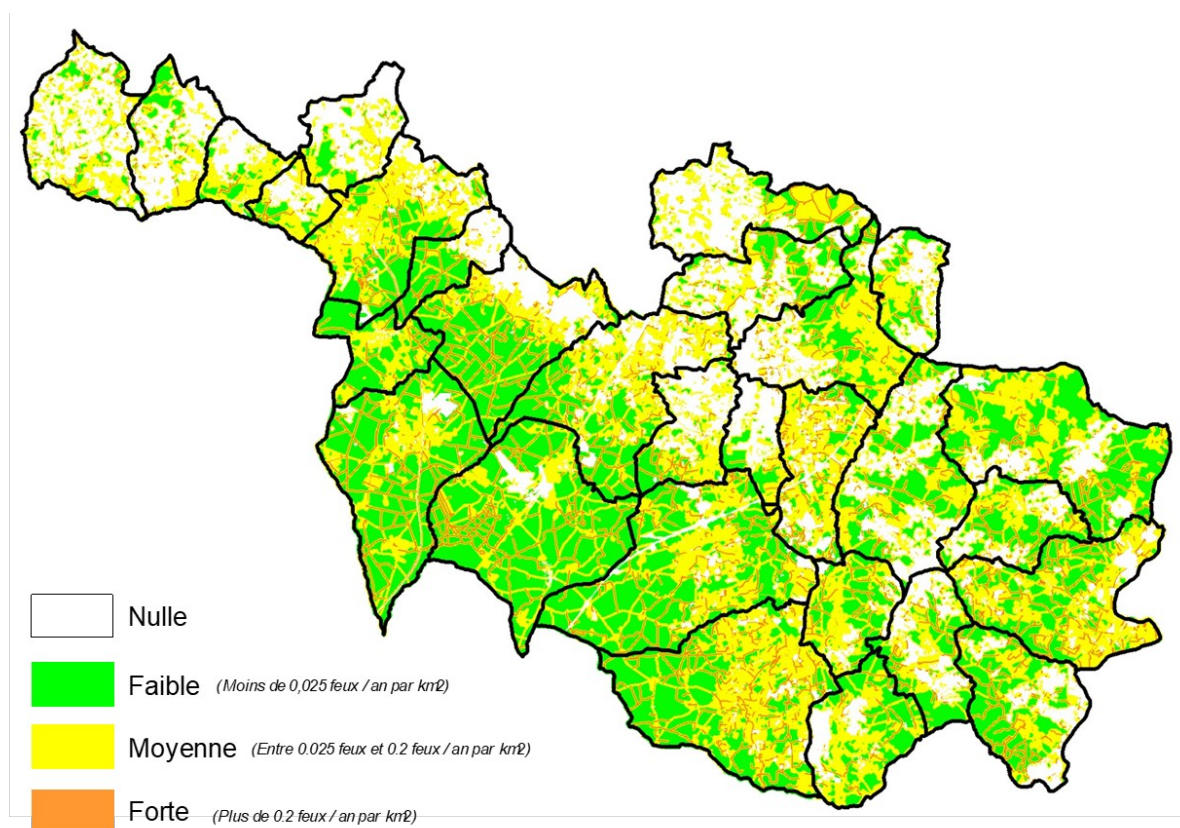 Nulle
Faible (Moins de 0,025 feux / an par km2)
Moyenne (Entre 0.025 feux et 0.2 feux / an par km2)
Forte (Plus de 0.2 feux / an par km2)